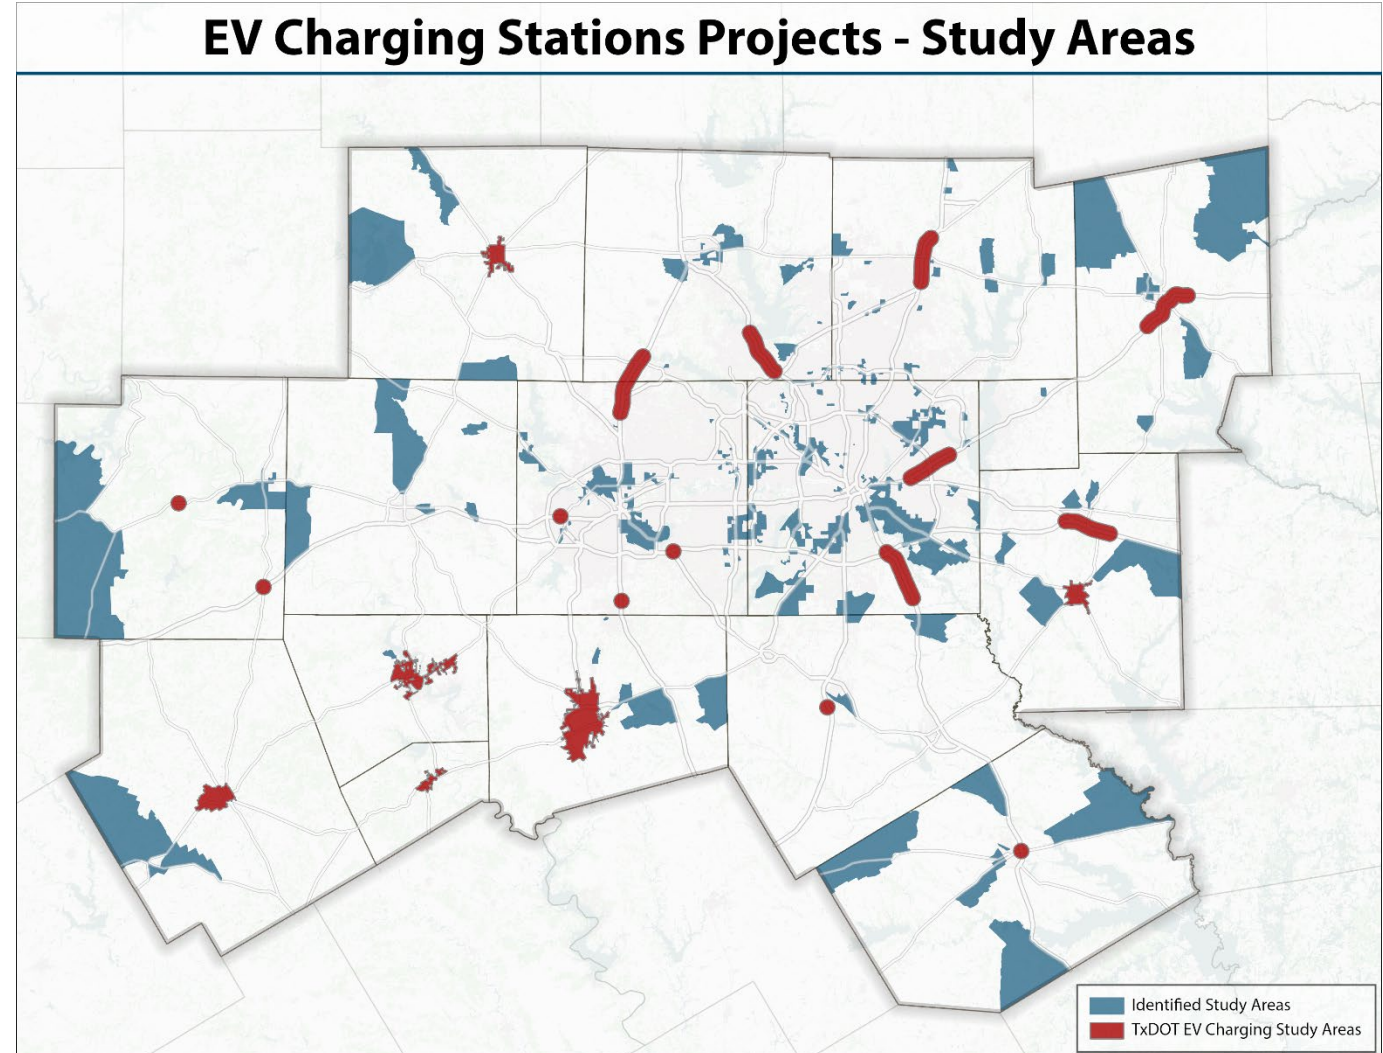 EV Charging Stations Projects - Study Areas
Identified Study Areas
TxDOT EV Charging Study Areas